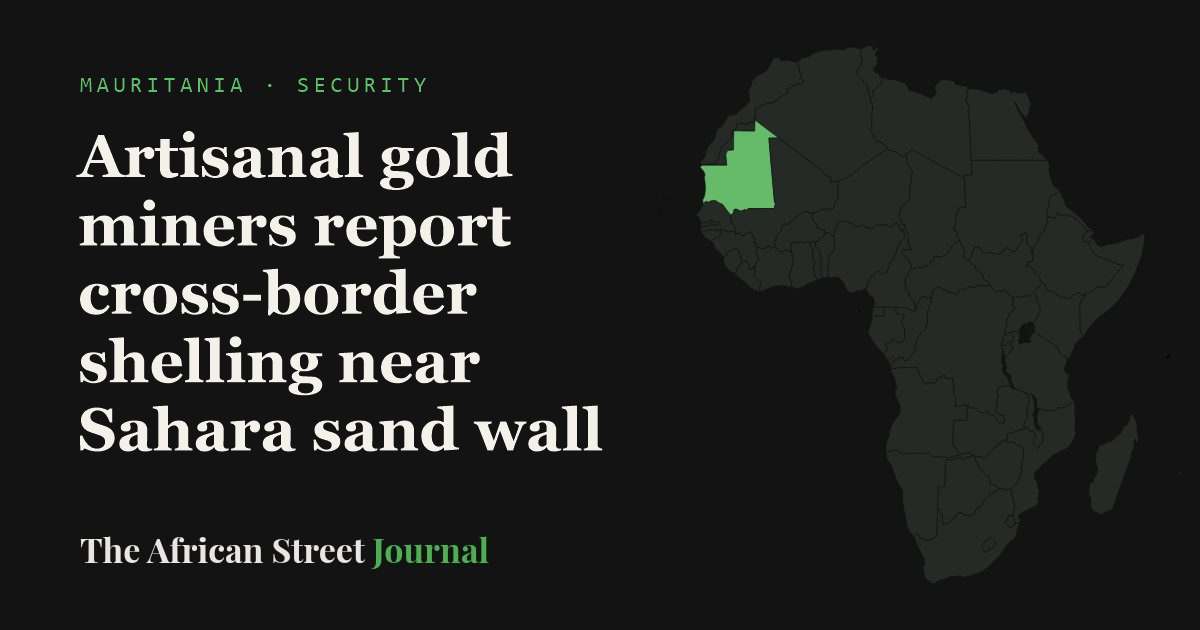 MAURITANIA · SECURITY
Artisanal gold
miners report
cross-border
shelling near
Sahara sand wall
The African Street Journal